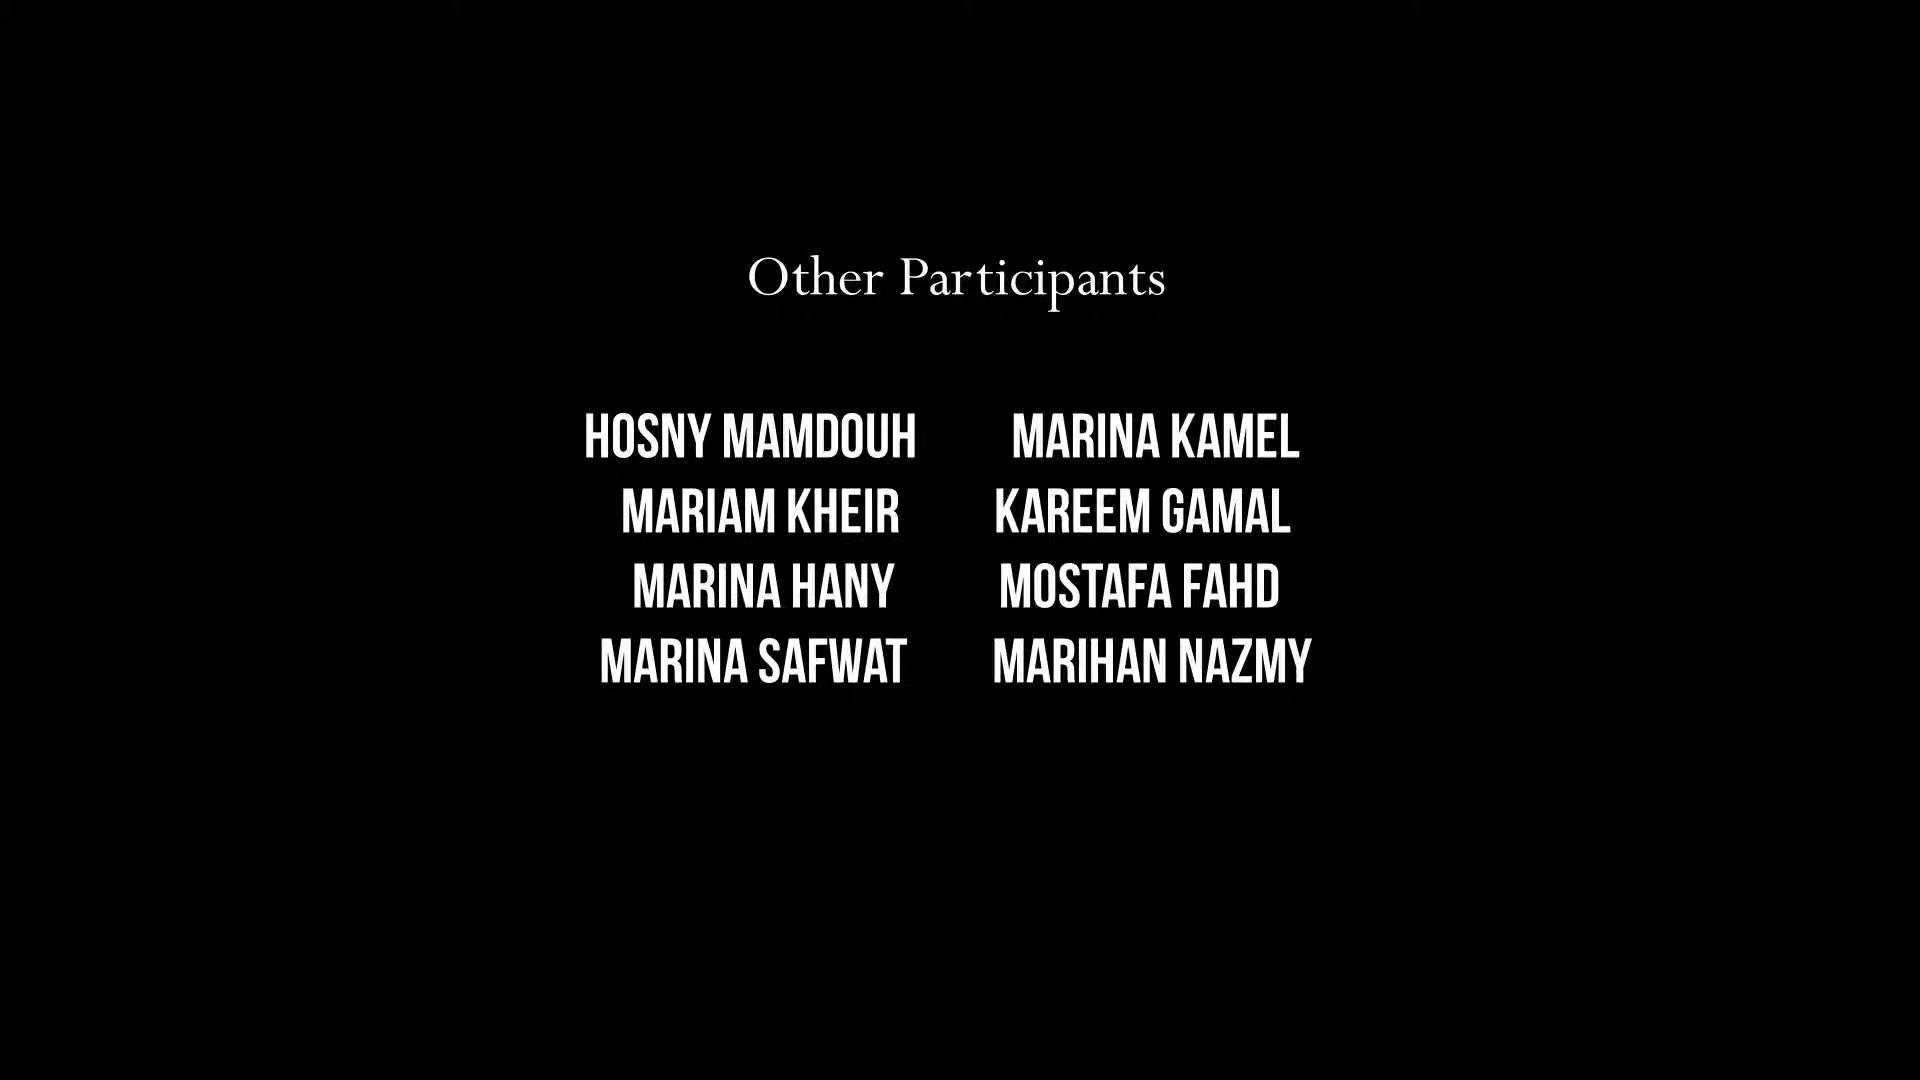 Other Participants
HOSNY MAMDOUH MARINA KAMEL
MARIAM KHEIR KAREEM GAMAL
MARINA HANY MOSTAFA FAHD
MARINA SAFWAT MARIHAN NAZMY